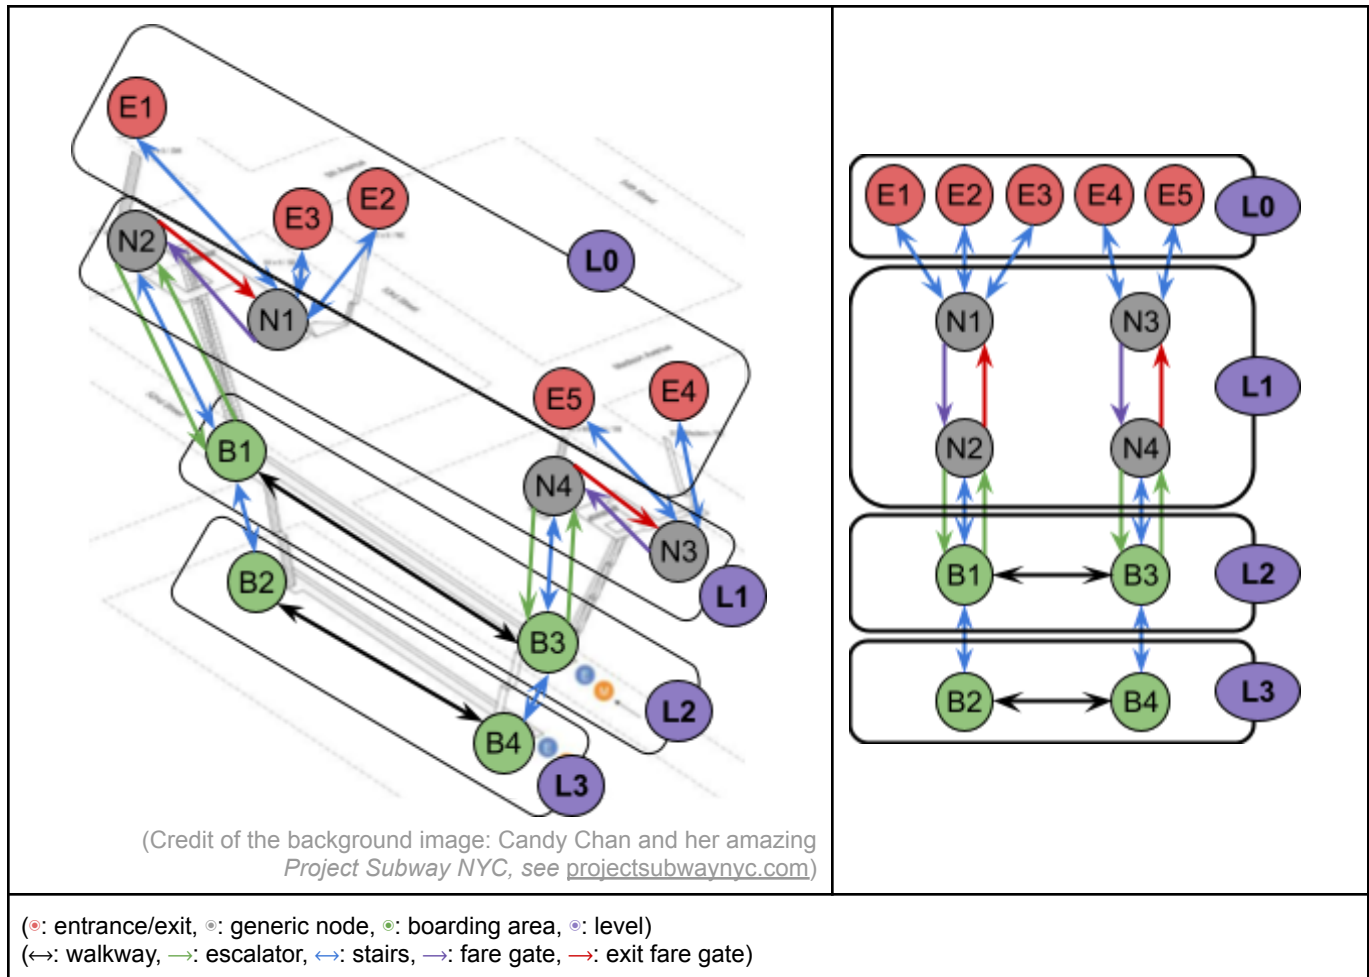 E1
E2
E3
N2
L0
N1
E5
E4
B1
N4
N3
B2
L1
B3
E
M
L2
B4
E
L3
(Credit of the background image: Candy Chan and her amazing
Project Subway NYC, see projectsubwaynyc.com)
E1 E2 E3 E4 E5 L0
N1 N3
L1
N2 N4
B1 B3 L2
B2 B4 L3
(: entrance/exit, : generic node, : boarding area, : level)
(↔: walkway, →: escalator, ↔: stairs, →: fare gate, →: exit fare gate)